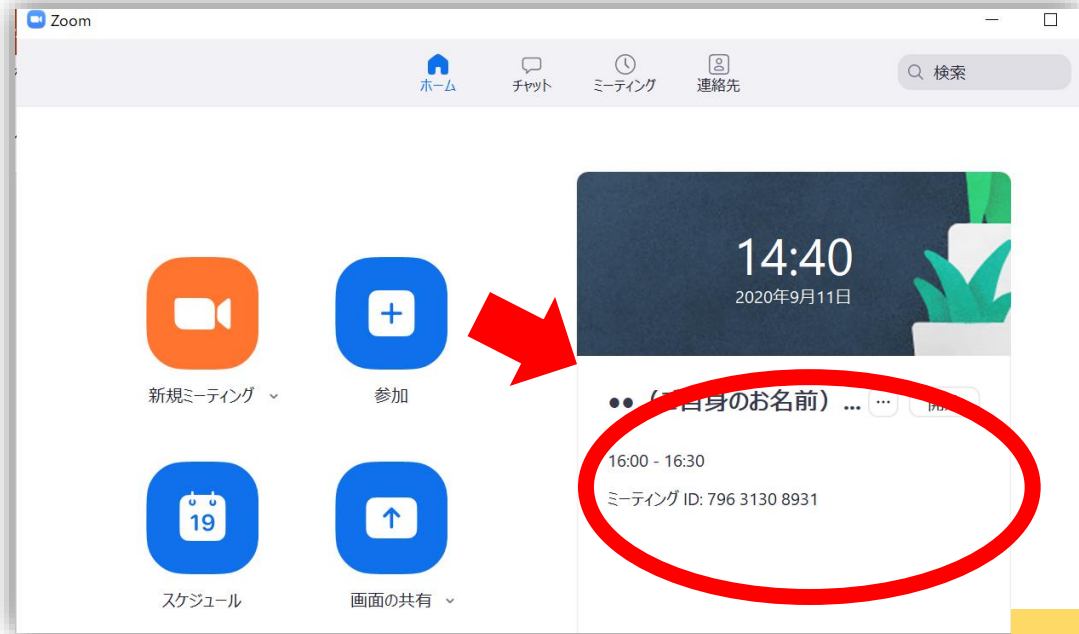 Zoom
ホーム
チャット
ミーティング
連絡先
検索
14:40
2020年9月11日
新規ミーティング
参加
●●（ご自身のお名前）... ...
16:00 - 16:30
ミーティング ID: 796 3130 8931
19
スケジュール
画面の共有